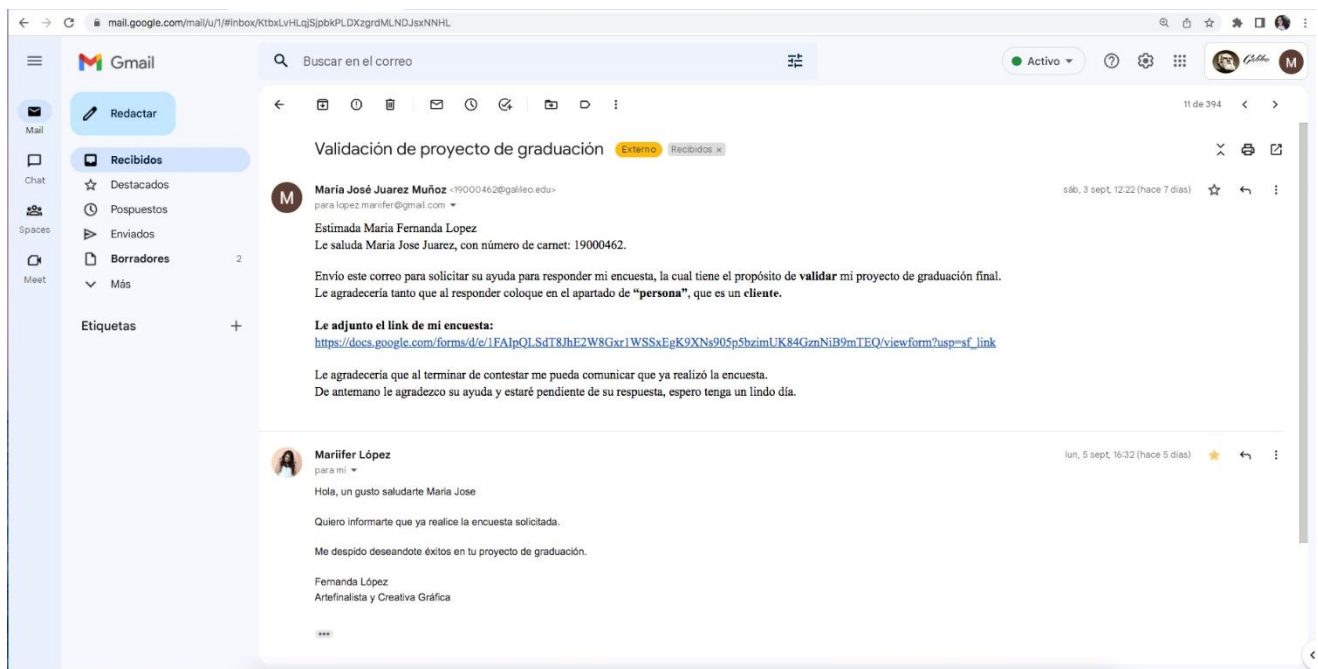 mail.google.com/mail/u/1/#inbox/KtbxLvHLqjSjpbkPLDXzgrdMLNDJsxNNHL
Gmail
Buscar en el correo
Activo
Galileo
M
Mail
Chat
Spaces
Meet
Redactar
Recibidos
Destacados
Pospuestos
Enviados
Borradores 2
Más
Etiquetas +
11 de 394
Validación de proyecto de graduación Externo Recibidos x
M
María José Juarez Muñoz <19000462@galileo.edu> sáb, 3 sept, 12:22 (hace 7 días)
para lopez.mariifer@gmail.com
Estimada Maria Fernanda Lopez
Le saluda Maria Jose Juarez, con número de carnet: 19000462.
Envío este correo para solicitar su ayuda para responder mi encuesta, la cual tiene el propósito de validar mi proyecto de graduación final.
Le agradecería tanto que al responder coloque en el apartado de “persona”, que es un cliente.
Le adjunto el link de mi encuesta:
https://docs.google.com/forms/d/e/1FAIpQLSdT8JhE2W8Gxr1WSSxEgK9XNs905p5bzimUK84GznNiB9mTEQ/viewform?usp=sf_link
Le agradecería que al terminar de contestar me pueda comunicar que ya realizó la encuesta.
De antemano le agradezco su ayuda y estaré pendiente de su respuesta, espero tenga un lindo día.
Mariifer López lun, 5 sept, 16:32 (hace 5 días)
para mí
Hola, un gusto saludarte Maria Jose
Quiero informarte que ya realice la encuesta solicitada.
Me despido deseandote éxitos en tu proyecto de graduación.
Fernanda López
Artefinalista y Creativa Gráfica